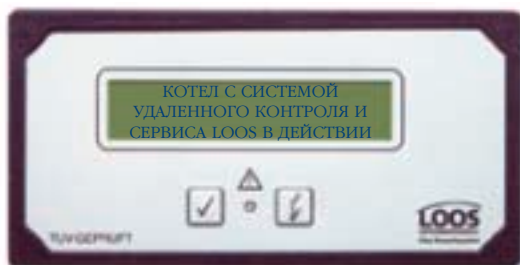 КОТЕЛ С СИСТЕМОЙ
УДАЛЕННОГО КОНТРОЛЯ И
СЕРВИСА LOOS В ДЕЙСТВИИ
TÜV-GEPRÜFT
LOOS